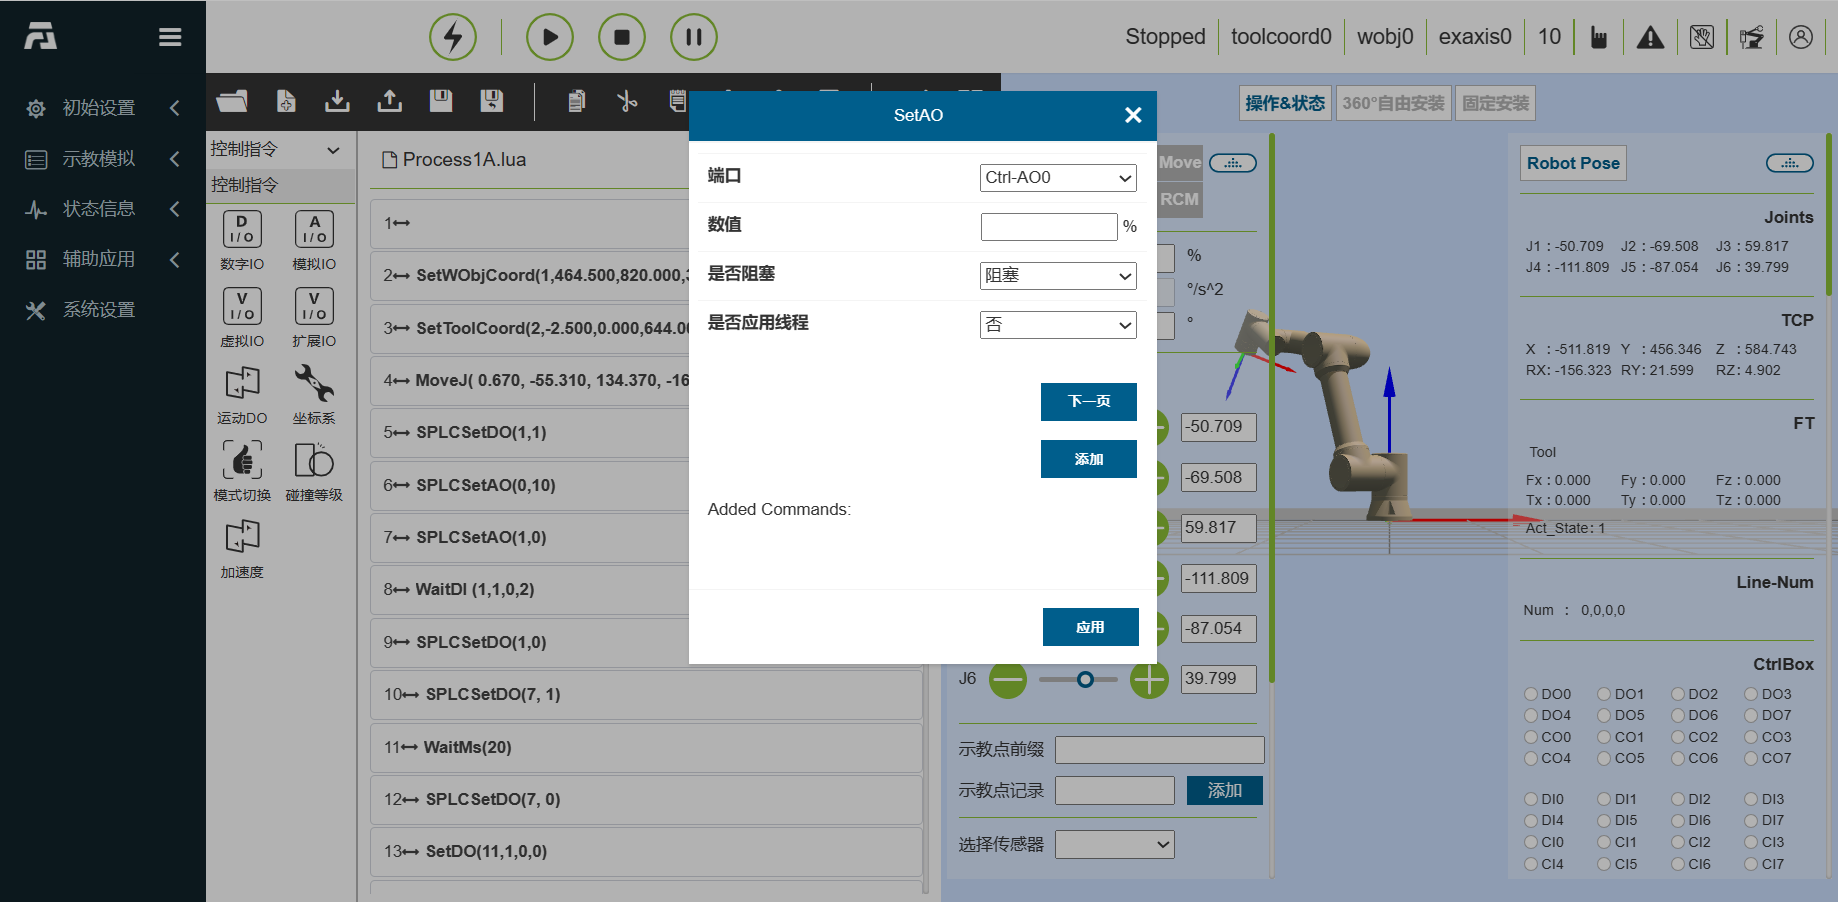 Stopped toolcoord0 wobj0 exaxis0 10
初始设置
示教模拟
状态信息
辅助应用
系统设置
控制指令
控制指令
D I/O
A I/O
数字IO 模拟IO
V I/O
V I/O
虚拟IO 扩展IO
运动DO 坐标系
模式切换 碰撞等级
加速度
Process1A.lua
1
2 SetWObjCoord(1,464.500,820.000,
3 SetToolCoord(2,-2.500,0.000,644.0
4 MoveJ( 0.670, -55.310, 134.370, -16
5 SPLCSetDO(1,1)
6 SPLCSetAO(0,10)
7 SPLCSetAO(1,0)
8 WaitDI (1,1,0,2)
9 SPLCSetDO(1,0)
10 SPLCSetDO(7, 1)
11 WaitMs(20)
12 SPLCSetDO(7, 0)
13 SetDO(11,1,0,0)
SetAO
端口 Ctrl-AO0
数值 %
是否阻塞 阻塞
是否应用线程 否
下一页
添加
Added Commands:
应用
Move
RCM
%
°/s^2
°
-50.709
-69.508
59.817
-111.809
-87.054
J6 39.799
示教点前缀
示教点记录 添加
选择传感器
操作&状态 360°自由安装 固定安装
Robot Pose
Joints
J1 : -50.709 J2 : -69.508 J3 : 59.817
J4 : -111.809 J5 : -87.054 J6 : 39.799
TCP
X : -511.819 Y : 456.346 Z : 584.743
RX: -156.323 RY: 21.599 RZ: 4.902
FT
Tool
Fx : 0.000 Fy : 0.000 Fz : 0.000
Tx : 0.000 Ty : 0.000 Tz : 0.000
Act_State: 1
Line-Num
Num : 0,0,0,0
CtrlBox
DO0 DO1 DO2 DO3
DO4 DO5 DO6 DO7
CO0 CO1 CO2 CO3
CO4 CO5 CO6 CO7
DI0 DI1 DI2 DI3
DI4 DI5 DI6 DI7
CI0 CI1 CI2 CI3
CI4 CI5 CI6 CI7